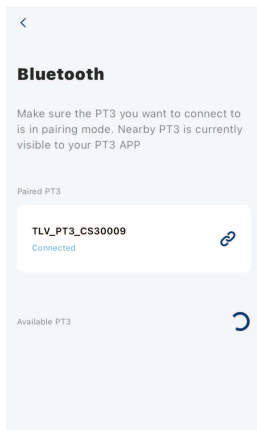 Bluetooth
Make sure the PT3 you want to connect to
is in pairing mode. Nearby PT3 is currently
visible to your PT3 APP
Paired PT3
TLV_PT3_CS30009
Connected
Available PT3